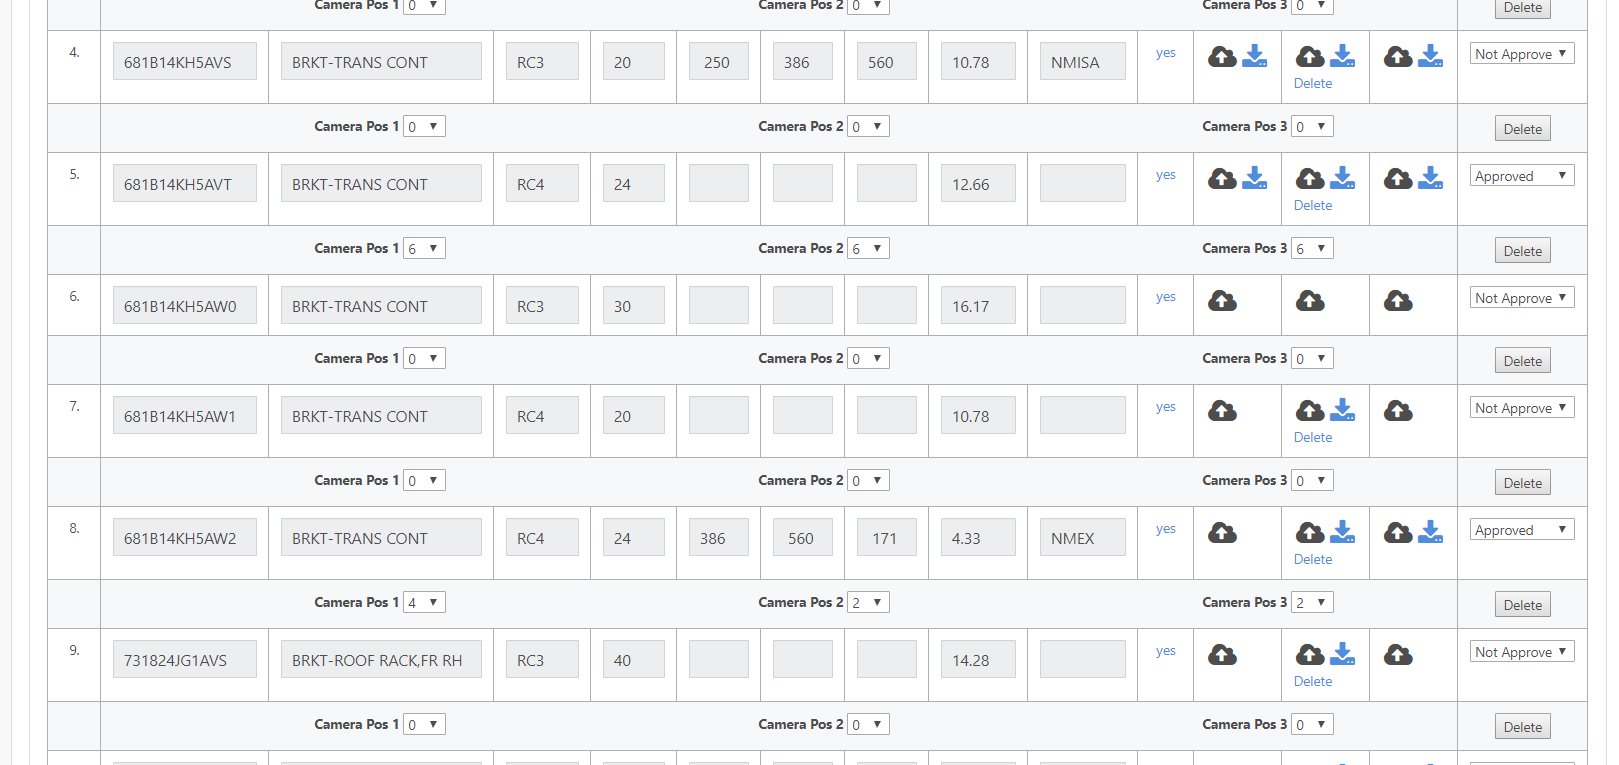 Camera Pos 1 0 Camera Pos 2 0 Camera Pos 3 0 Delete
4. 681B14KH5AVS BRKT-TRANS CONT RC3 20 250 386 560 10.78 NMISA yes Not Approve
Delete
Camera Pos 1 0 Camera Pos 2 0 Camera Pos 3 0 Delete
5. 681B14KH5AVT BRKT-TRANS CONT RC4 24 12.66 yes Approved
Delete
Camera Pos 1 6 Camera Pos 2 6 Camera Pos 3 6 Delete
6. 681B14KH5AW0 BRKT-TRANS CONT RC3 30 16.17 yes Not Approve
Camera Pos 1 0 Camera Pos 2 0 Camera Pos 3 0 Delete
7. 681B14KH5AW1 BRKT-TRANS CONT RC4 20 10.78 yes Not Approve
Delete
Camera Pos 1 0 Camera Pos 2 0 Camera Pos 3 0 Delete
8. 681B14KH5AW2 BRKT-TRANS CONT RC4 24 386 560 171 4.33 NMEX yes Approved
Delete
Camera Pos 1 4 Camera Pos 2 2 Camera Pos 3 2 Delete
9. 731824JG1AVS BRKT-ROOF RACK,FR RH RC3 40 14.28 yes Not Approve
Delete
Camera Pos 1 0 Camera Pos 2 0 Camera Pos 3 0 Delete